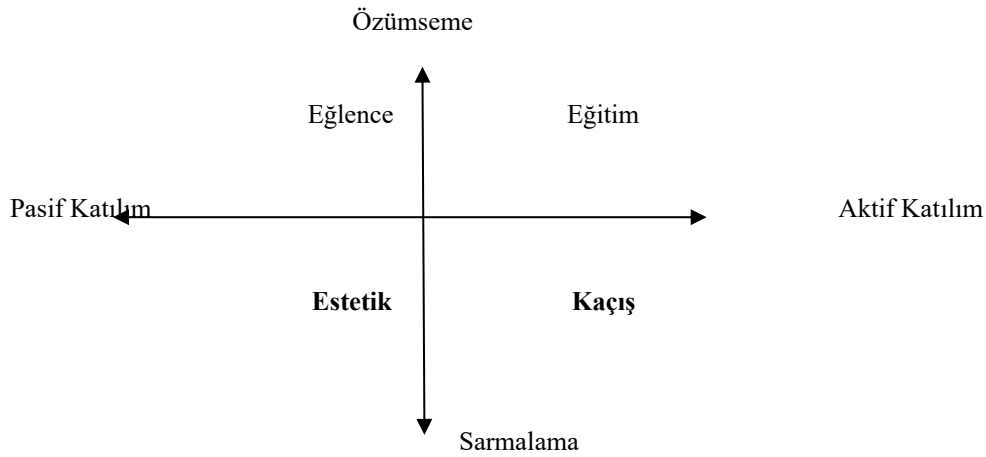 Özümseme
Eğlence Eğitim
Pasif Katılım Aktif Katılım
Estetik Kaçış
Sarmalama